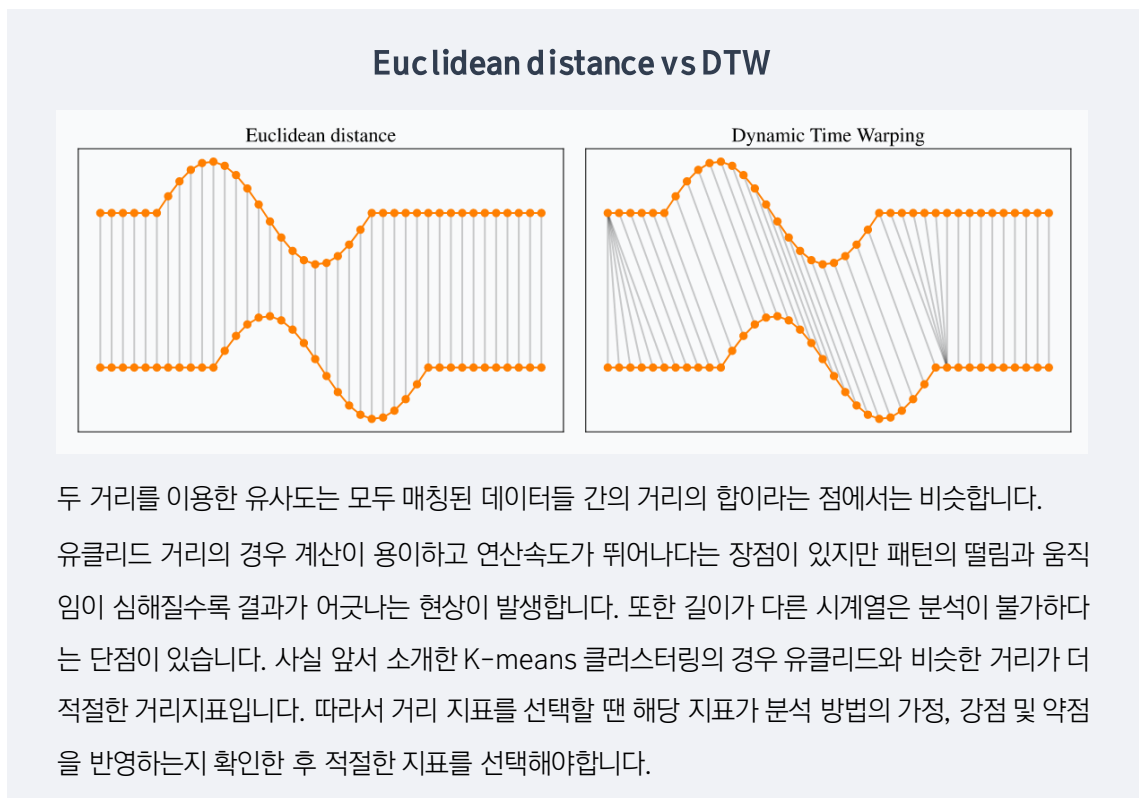 Euclidean distance vs DTW
Euclidean distance
Dynamic Time Warping
두 거리를 이용한 유사도는 모두 매칭된 데이터들 간의 거리의 합이라는 점에서는 비슷합니다.
유클리드 거리의 경우 계산이 용이하고 연산속도가 뛰어나다는 장점이 있지만 패턴의 떨림과 움직
임이 심해질수록 결과가 어긋나는 현상이 발생합니다. 또한 길이가 다른 시계열은 분석이 불가하다
는 단점이 있습니다. 사실 앞서 소개한 K-means 클러스터링의 경우 유클리드와 비슷한 거리가 더
적절한 거리지표입니다. 따라서 거리 지표를 선택할 땐 해당 지표가 분석 방법의 가정, 강점 및 약점
을 반영하는지 확인한 후 적절한 지표를 선택해야합니다.